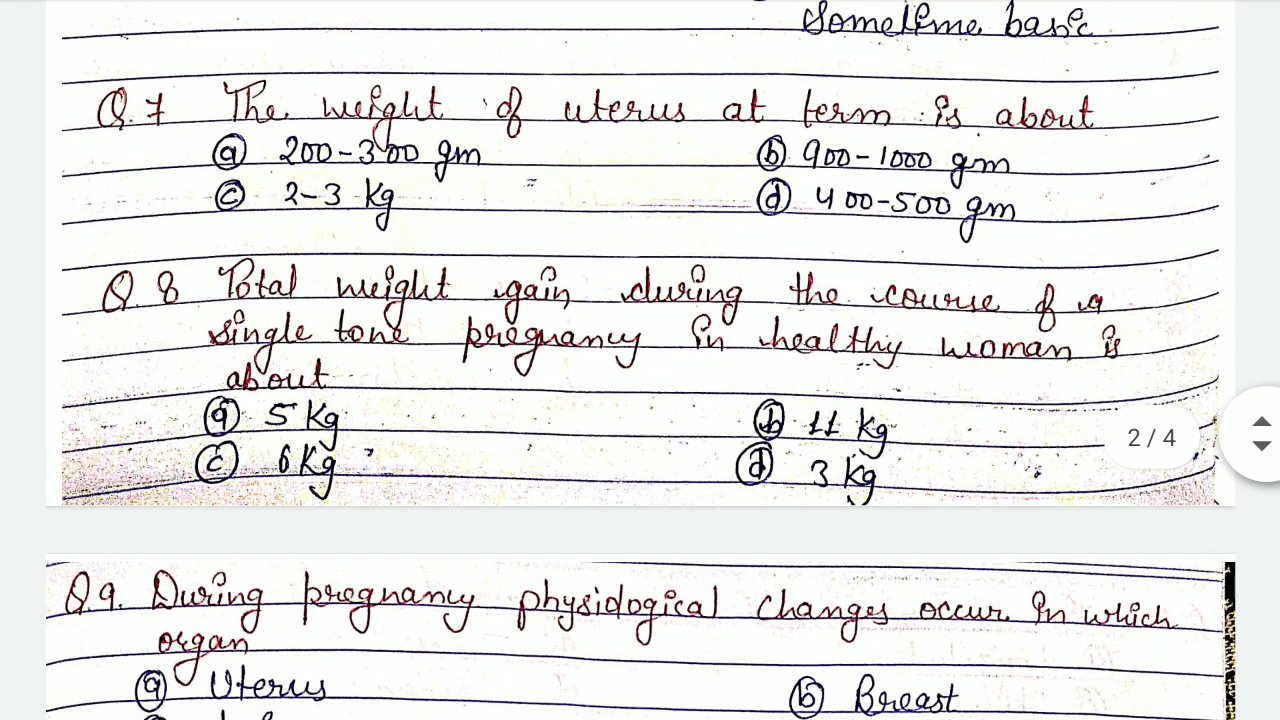 Sometime basic
Q.7 The weight of uterus at term is about
(a) 200-300 gm (b) 900-1000 gm
(c) 2-3 Kg (d) 400-500 gm
Q 8 Total weight gain during the course of a
single tone pregnancy in healthy woman is
about
(a) 5 Kg (b) 11 Kg
(c) 6 Kg (d) 3 Kg
2 / 4
Q 9. During pregnancy physiological changes occur in which
organ
(a) Uterus (b) Breast